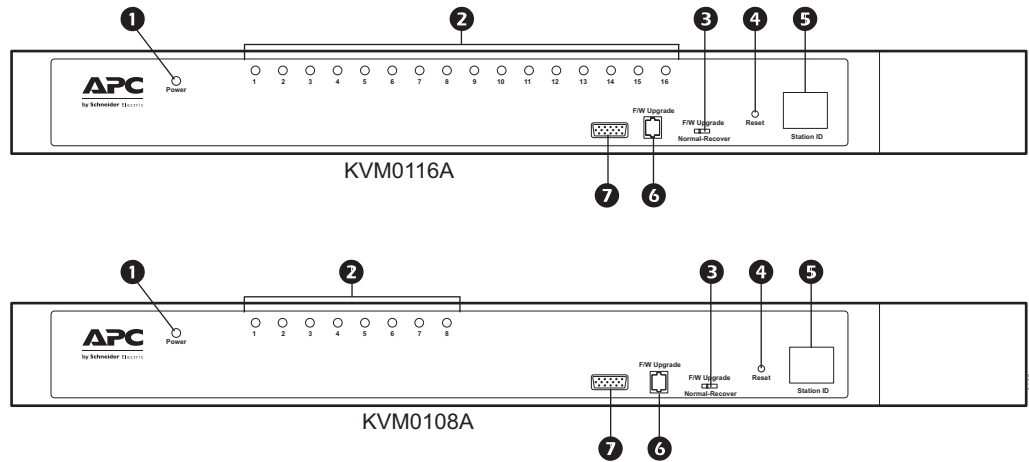 1 2 3 4 5
APC
by Schneider Electric
Power
1 2 3 4 5 6 7 8 9 10 11 12 13 14 15 16
F/W Upgrade
F/W Upgrade
Normal-Recover
Reset
Station ID
KVM0116A
7 6
1 2 3 4 5
APC
by Schneider Electric
Power
1 2 3 4 5 6 7 8
F/W Upgrade
F/W Upgrade
Normal-Recover
Reset
Station ID
KVM0108A
7 6